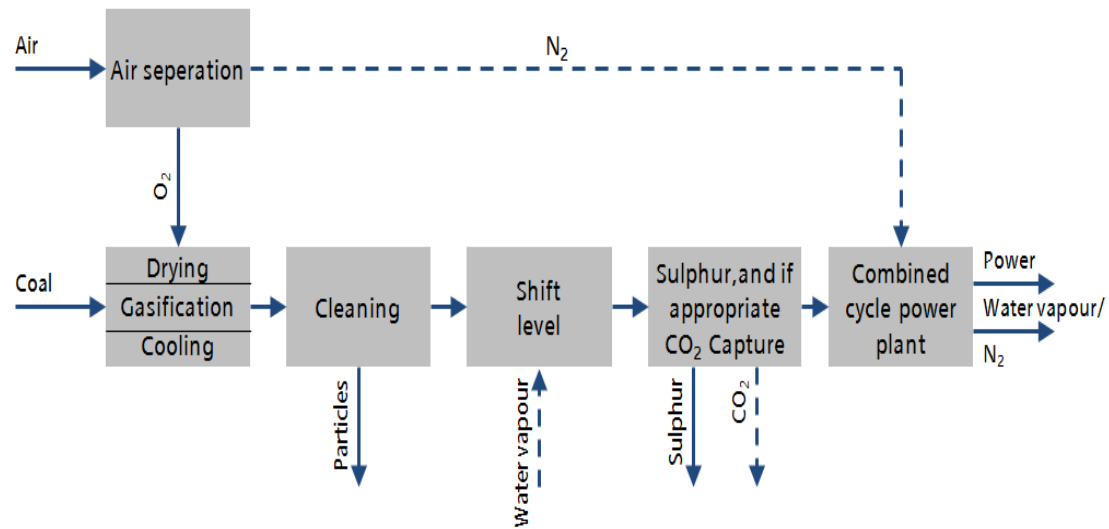 Air
Air seperation
N₂
O₂
Coal
Drying
Gasification
Cooling
Cleaning
Shift
level
Sulphur,and if
appropriate
CO₂ Capture
Combined
cycle power
plant
Power
Water vapour/
N₂
Particles
Water vapour
Sulphur
CO₂